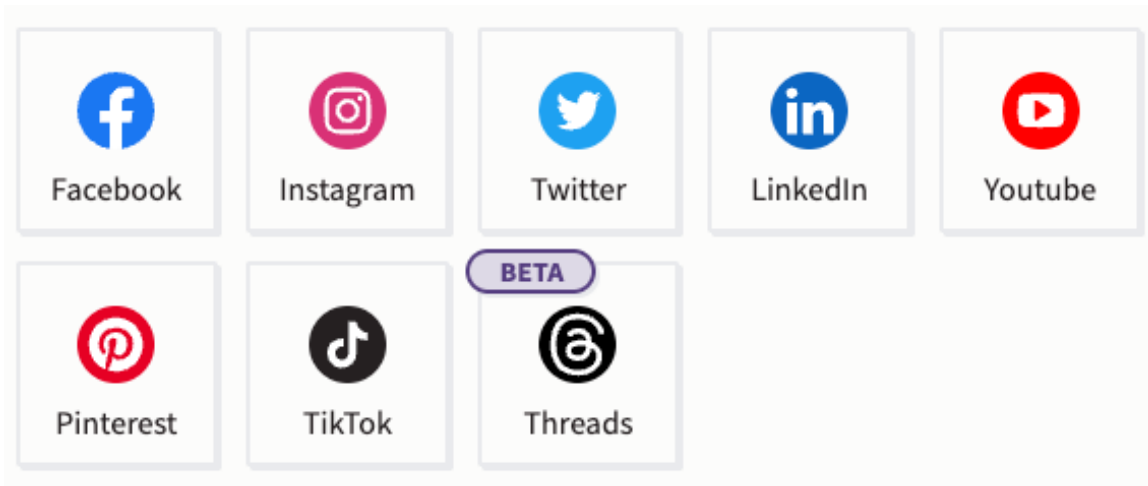 Facebook
Instagram
Twitter
LinkedIn
Youtube
BETA
Pinterest
TikTok
Threads